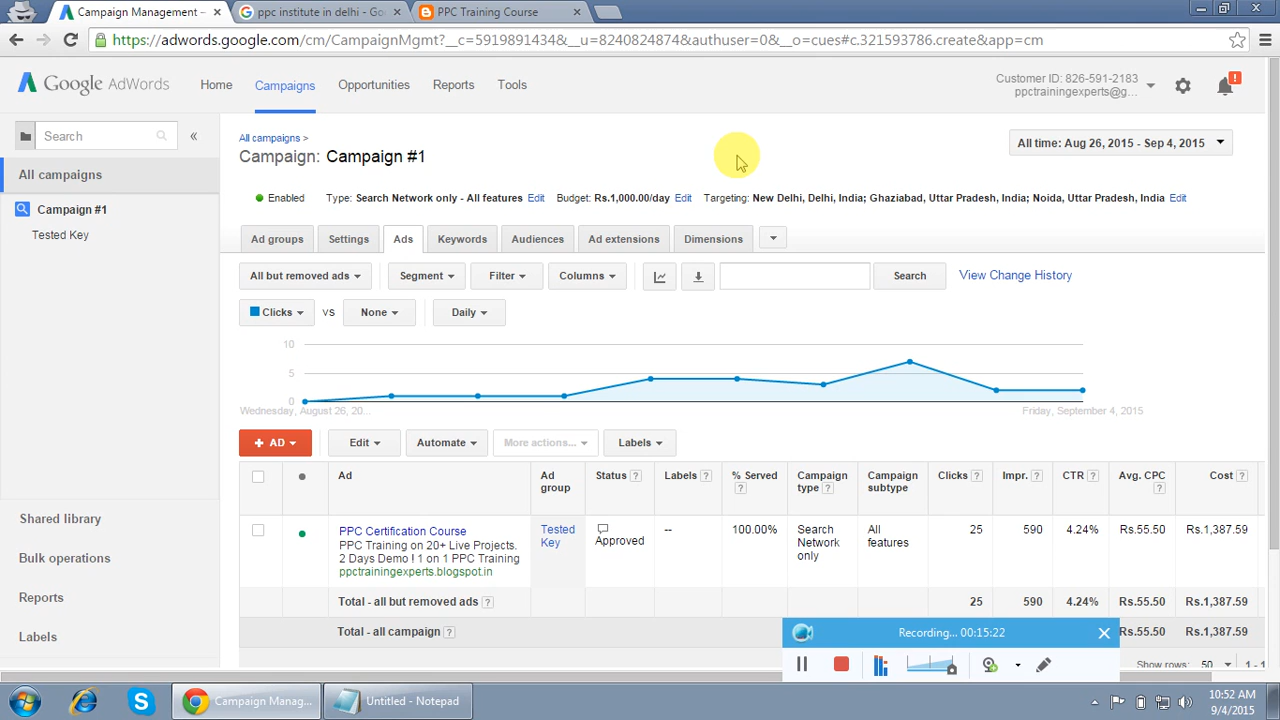 Campaign Management –
ppc institute in delhi - Go
PPC Training Course
https://adwords.google.com/cm/CampaignMgmt?__c=5919891434&__u=8240824874&authuser=0&__o=cues#c.321593786.create&app=cm
Google AdWords
Home
Campaigns
Opportunities
Reports
Tools
Customer ID: 826-591-2183
ppctrainingexperts@g...
Search
«
All campaigns >
Campaign: Campaign #1
All time: Aug 26, 2015 - Sep 4, 2015
All campaigns
Campaign #1
Tested Key
Enabled
Type: Search Network only - All features Edit
Budget: Rs.1,000.00/day Edit
Targeting: New Delhi, Delhi, India; Ghaziabad, Uttar Pradesh, India; Noida, Uttar Pradesh, India Edit
Ad groups
Settings
Ads
Keywords
Audiences
Ad extensions
Dimensions
All but removed ads
Segment
Filter
Columns
Search
View Change History
Clicks
VS
None
Daily
10
5
0
Wednesday, August 26, 20...
Friday, September 4, 2015
+ AD
Edit
Automate
More actions...
Labels
Ad
Ad group
Status ?
Labels ?
% Served ?
Campaign type ?
Campaign subtype
Clicks ?
Impr. ?
CTR ?
Avg. CPC ?
Cost ?
PPC Certification Course
PPC Training on 20+ Live Projects.
2 Days Demo ! 1 on 1 PPC Training
ppctrainingexperts.blogspot.in
Tested Key
Approved
--
100.00%
Search Network only
All features
25
590
4.24%
Rs.55.50
Rs.1,387.59
Total - all but removed ads ?
25
590
4.24%
Rs.55.50
Rs.1,387.59
Total - all campaign ?
Rs.55.50
Rs.1,387.59
Shared library
Bulk operations
Reports
Labels
Recording... 00:15:22
Show rows: 50
1 - 1
Campaign Manag...
Untitled - Notepad
10:52 AM
9/4/2015